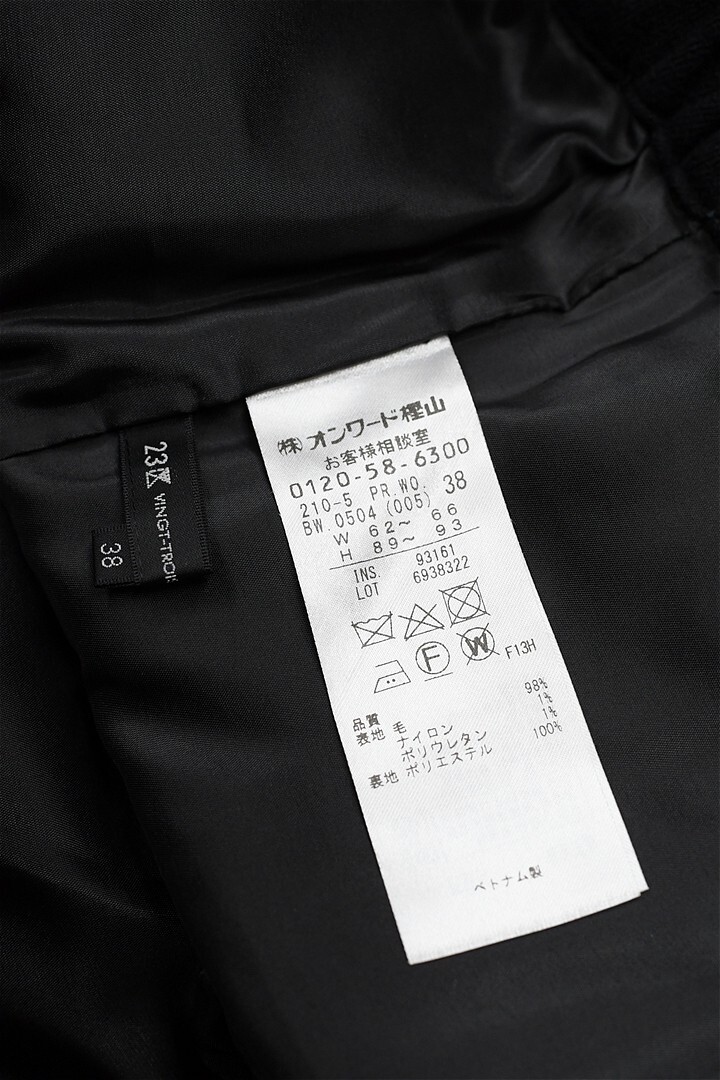 (株)オンワード樫山
お客様相談室
0120-58-6300
210-5 PR.WO. 38
BW.0504(005)
W 62～ 66
H 89～ 93
INS. 93161
LOT 6938322
F W F13H
品質
表地 毛 98%
ナイロン 1%
ポリウレタン 1%
裏地 ポリエステル 100%
ベトナム製
23区 VINGT-TROIS
38